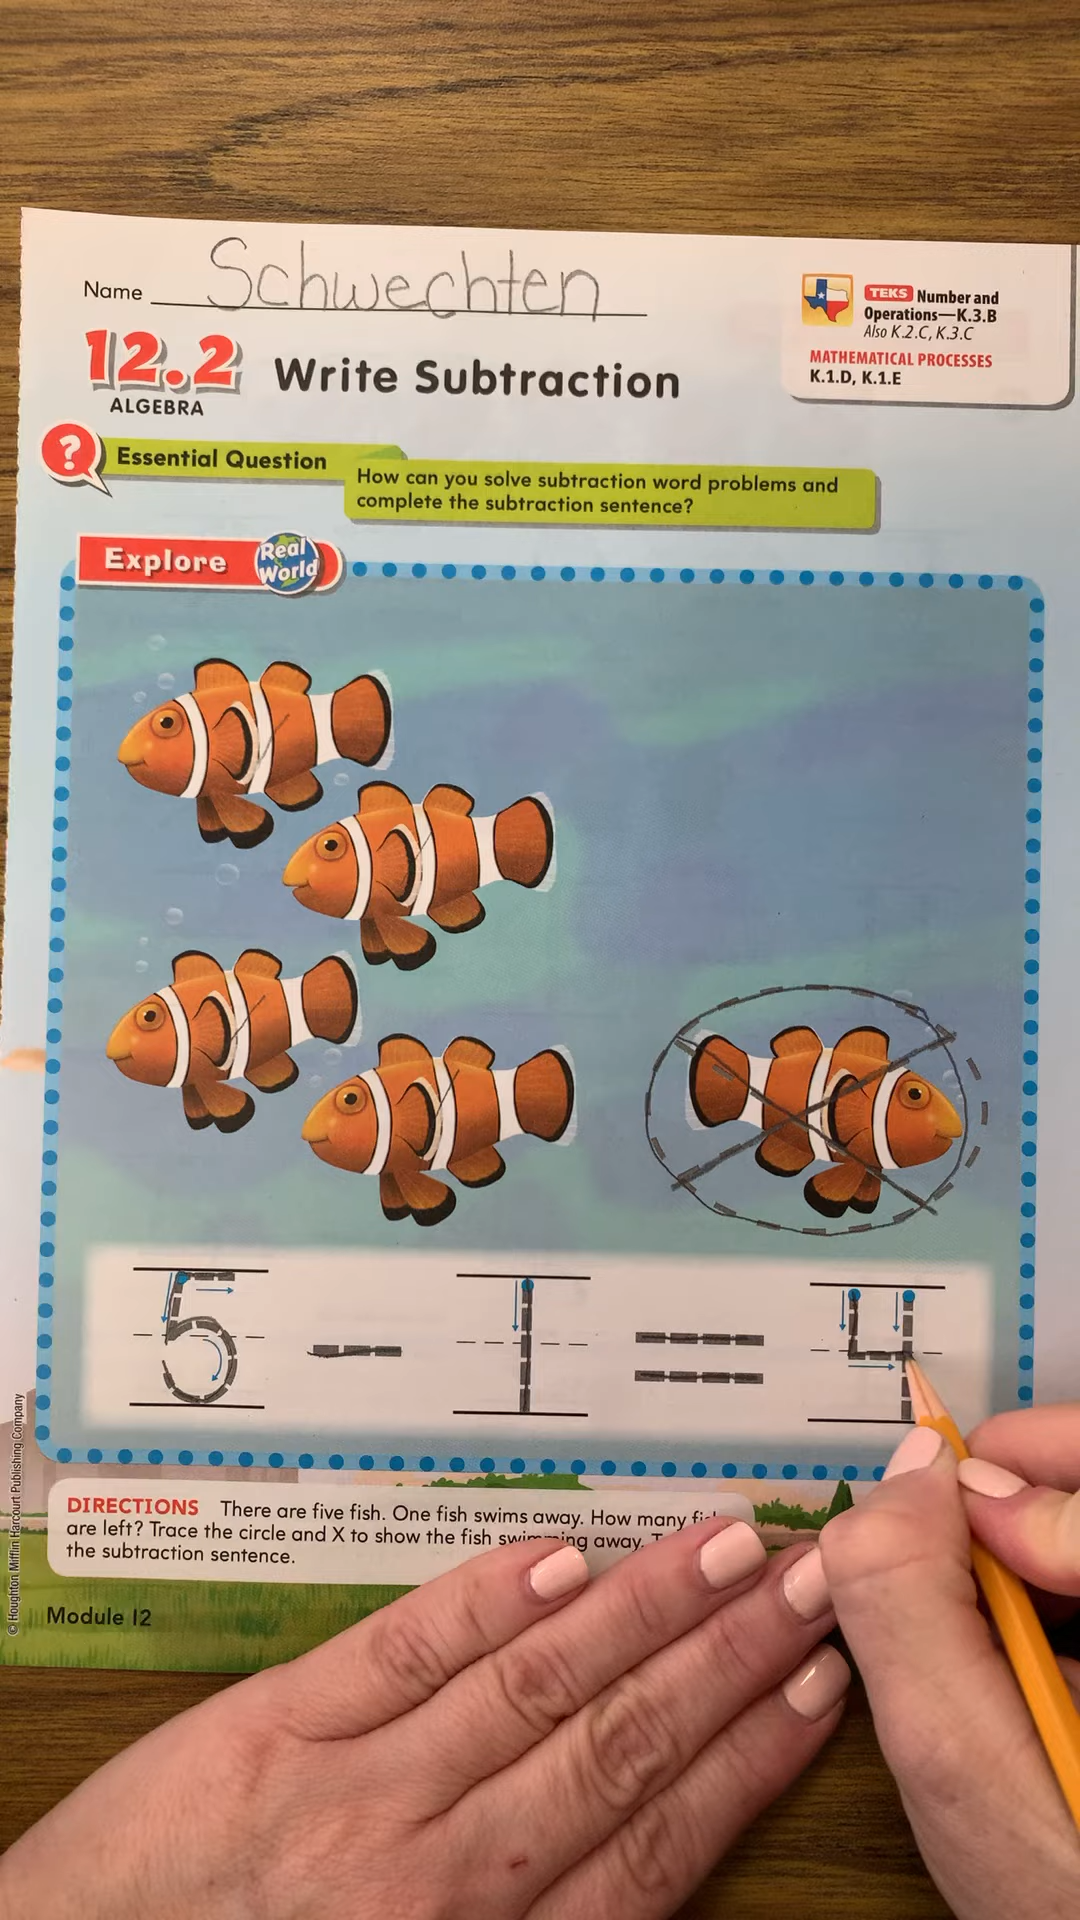 Name Schwechten
TEKS Number and
Operations—K.3.B
Also K.2.C, K.3.C
MATHEMATICAL PROCESSES
K.1.D, K.1.E
12.2 Write Subtraction
ALGEBRA
? Essential Question
How can you solve subtraction word problems and
complete the subtraction sentence?
Explore Real World
5 - 1 = 4
DIRECTIONS There are five fish. One fish swims away. How many
are left? Trace the circle and X to show the fish swimming away.
the subtraction sentence.
Module 12
© Houghton Mifflin Harcourt Publishing Company